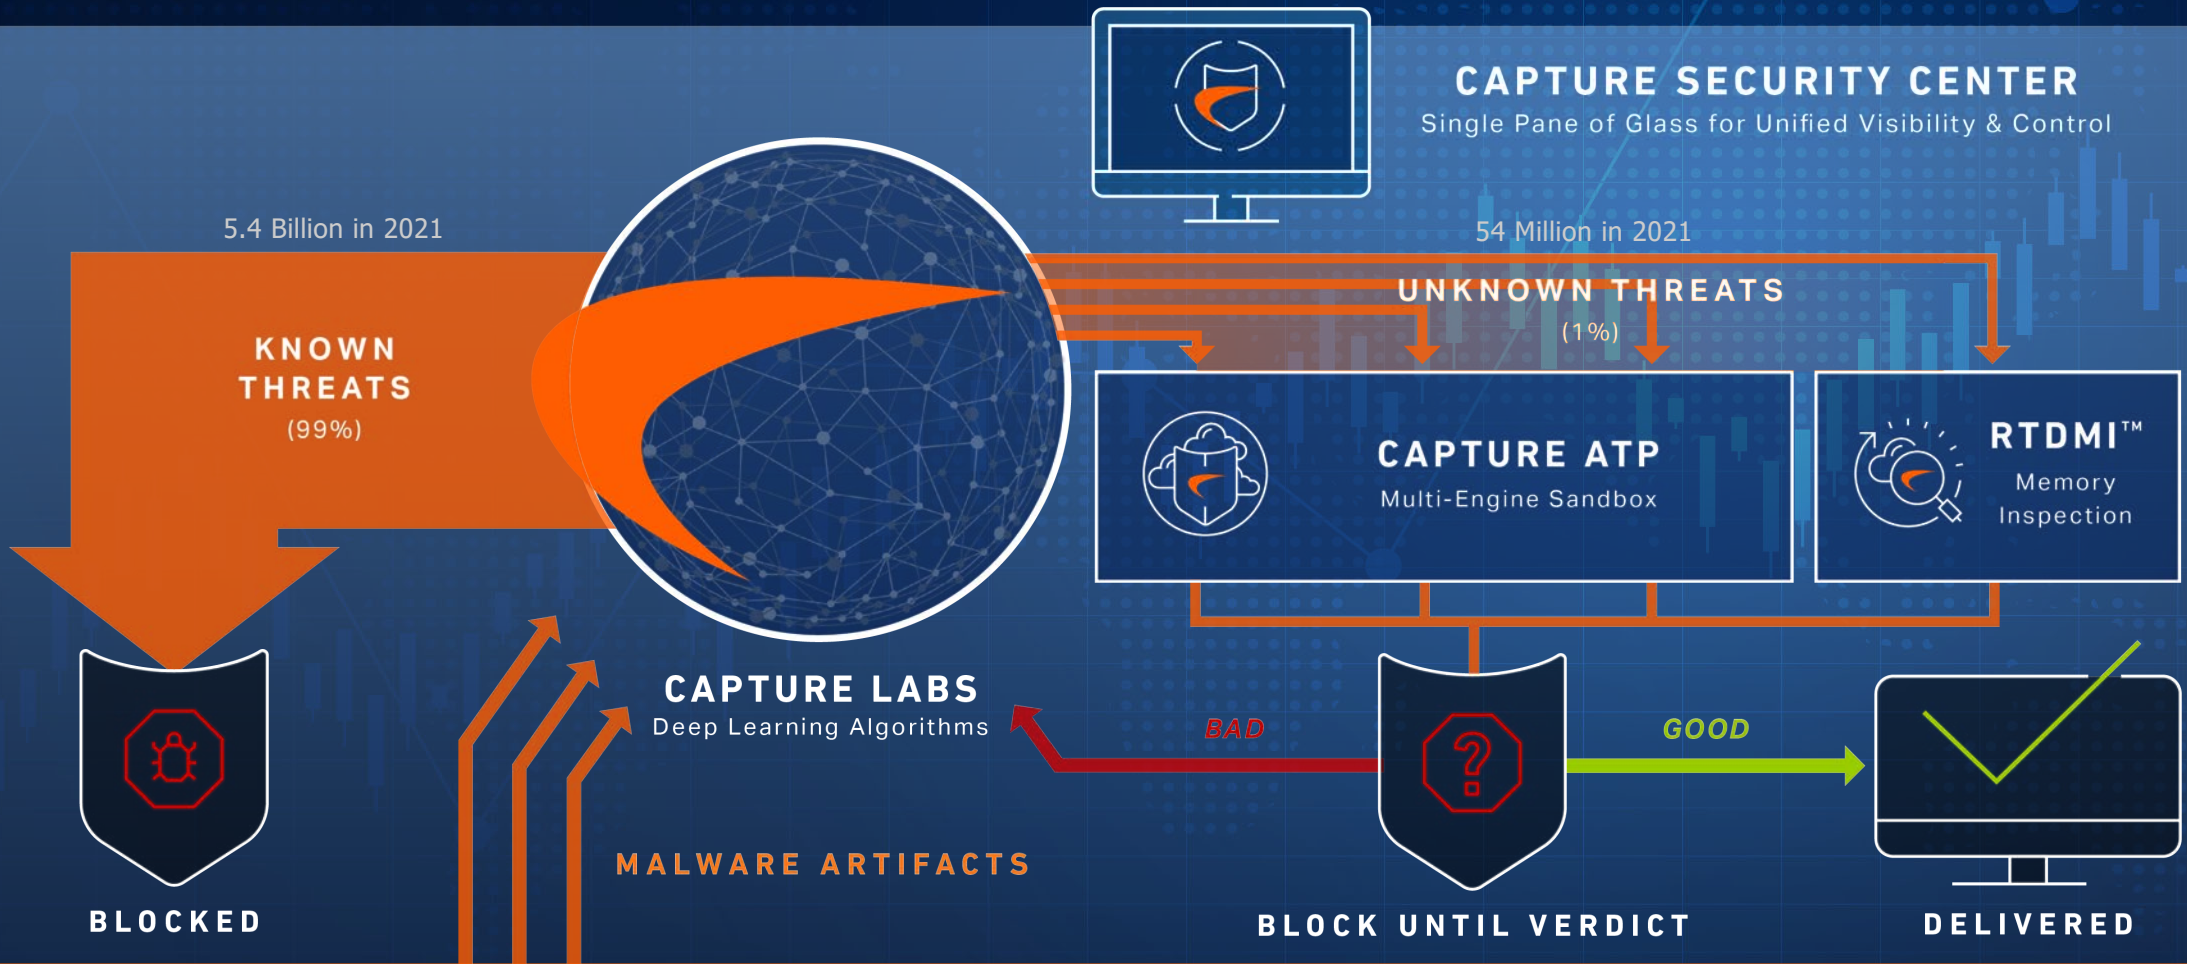 CAPTURE SECURITY CENTER
Single Pane of Glass for Unified Visibility & Control
5.4 Billion in 2021
54 Million in 2021
KNOWN
THREATS
(99%)
UNKNOWN THREATS
(1%)
CAPTURE ATP
Multi-Engine Sandbox
RTDMI™
Memory
Inspection
CAPTURE LABS
Deep Learning Algorithms
BAD
?
GOOD
MALWARE ARTIFACTS
BLOCKED
BLOCK UNTIL VERDICT
DELIVERED